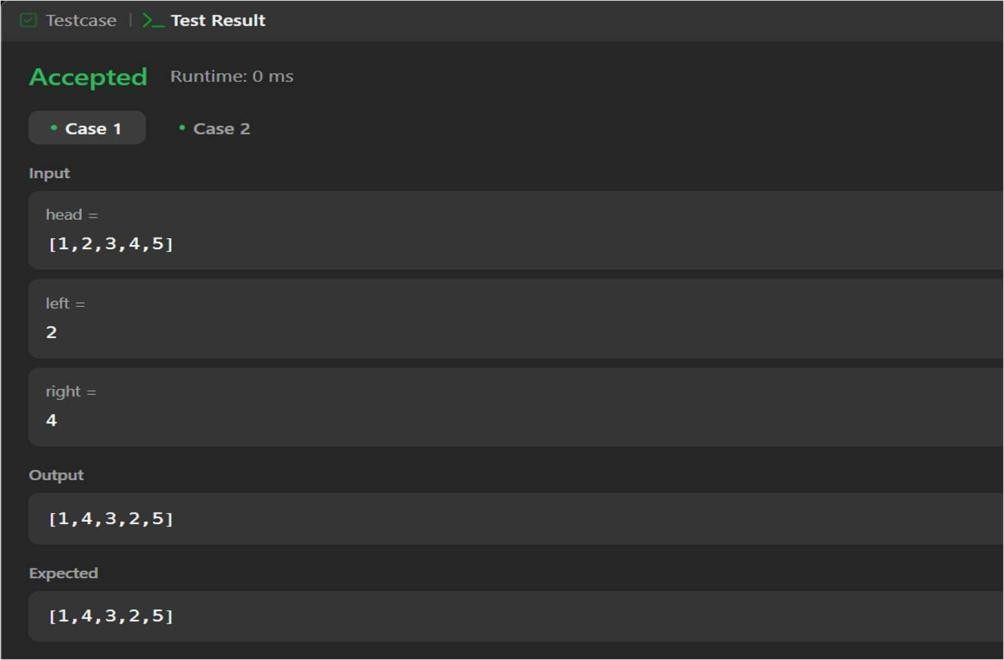 Testcase | >_ Test Result
Accepted Runtime: 0 ms
• Case 1 • Case 2
Input
head =
[1,2,3,4,5]
left =
2
right =
4
Output
[1,4,3,2,5]
Expected
[1,4,3,2,5]